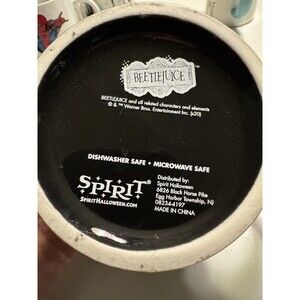 BEETLEJUICE
BEETLEJUICE and all related characters and elements
© & ™ Warner Bros. Entertainment Inc. (s20)
DISHWASHER SAFE • MICROWAVE SAFE
SPIRIT®
SPIRITHALLOWEEN.COM
Distributed by:
Spirit Halloween
6826 Black Horse Pike
Egg Harbor Township, NJ
08234-4197
MADE IN CHINA